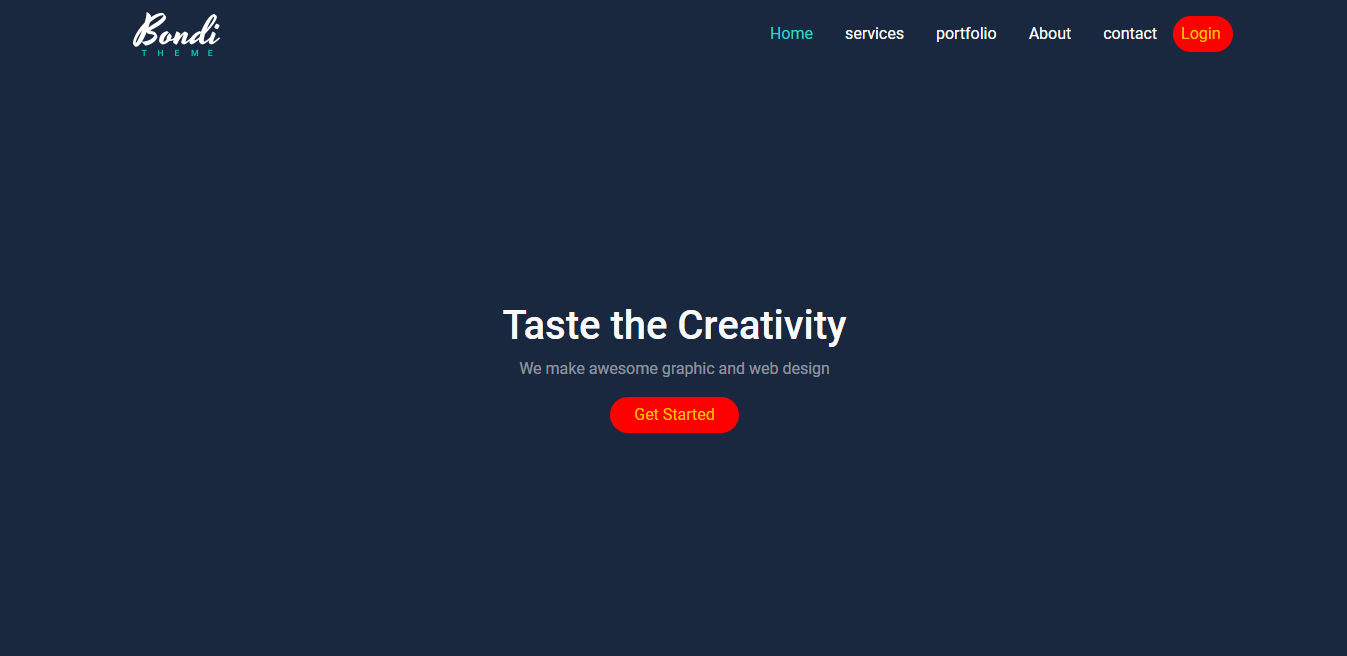 Bondi
THEME
Home services portfolio About contact Login
Taste the Creativity
We make awesome graphic and web design
Get Started